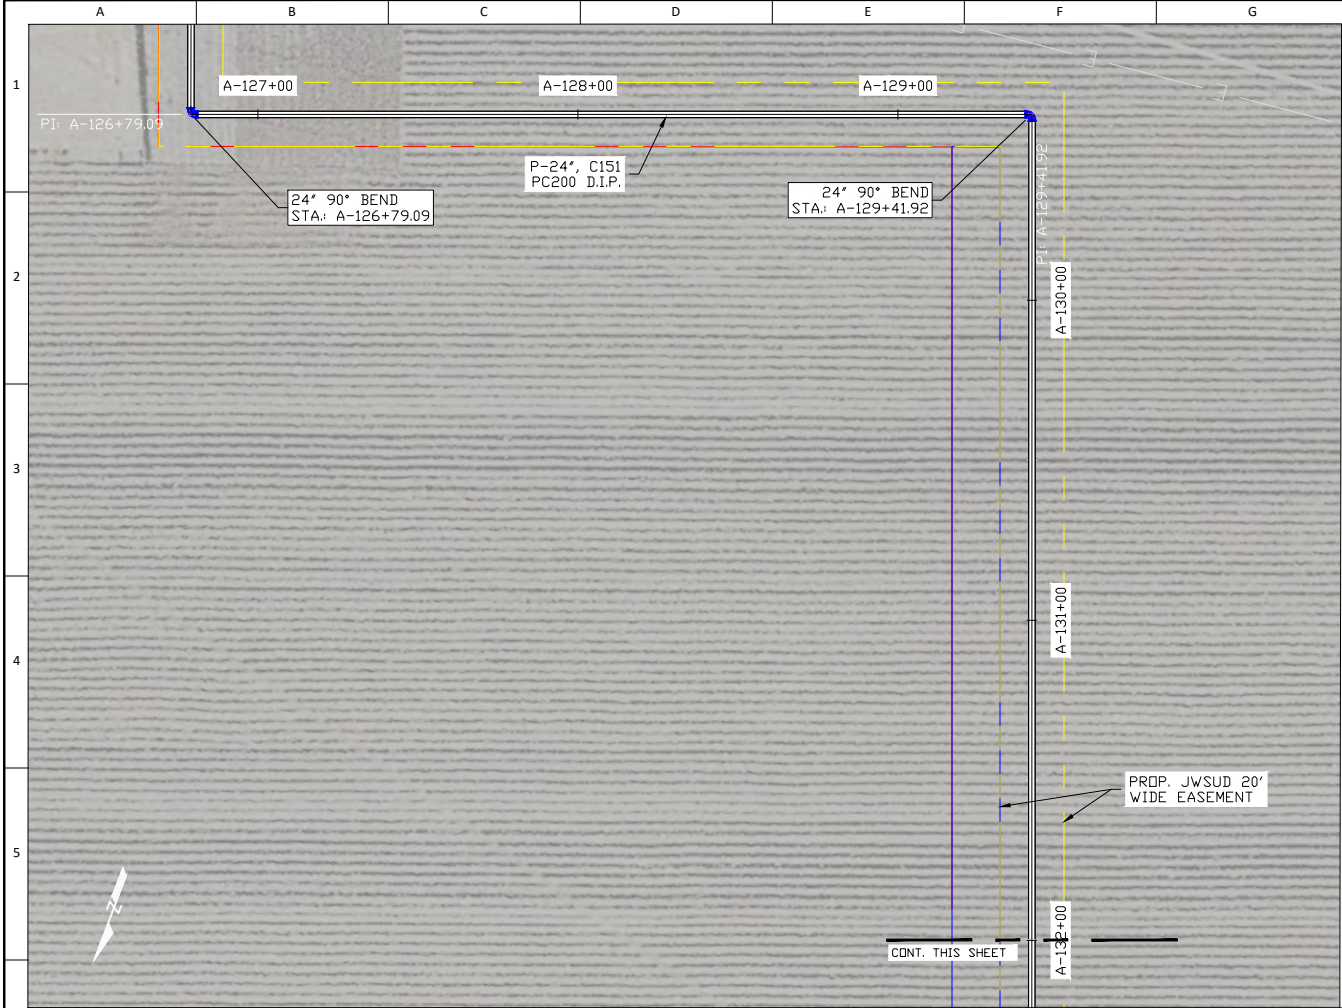 A B C D E F G
1
A-127+00 A-128+00 A-129+00
PI: A-126+79.09
P-24", C151
PC200 D.I.P.
24" 90° BEND
STA.: A-126+79.09
24" 90° BEND
STA.: A-129+41.92
PI: A-129+41.92
2
A-130+00
3
A-131+00
4
PROP. JWSUD 20'
WIDE EASEMENT
5
N
A-132+00
CONT. THIS SHEET